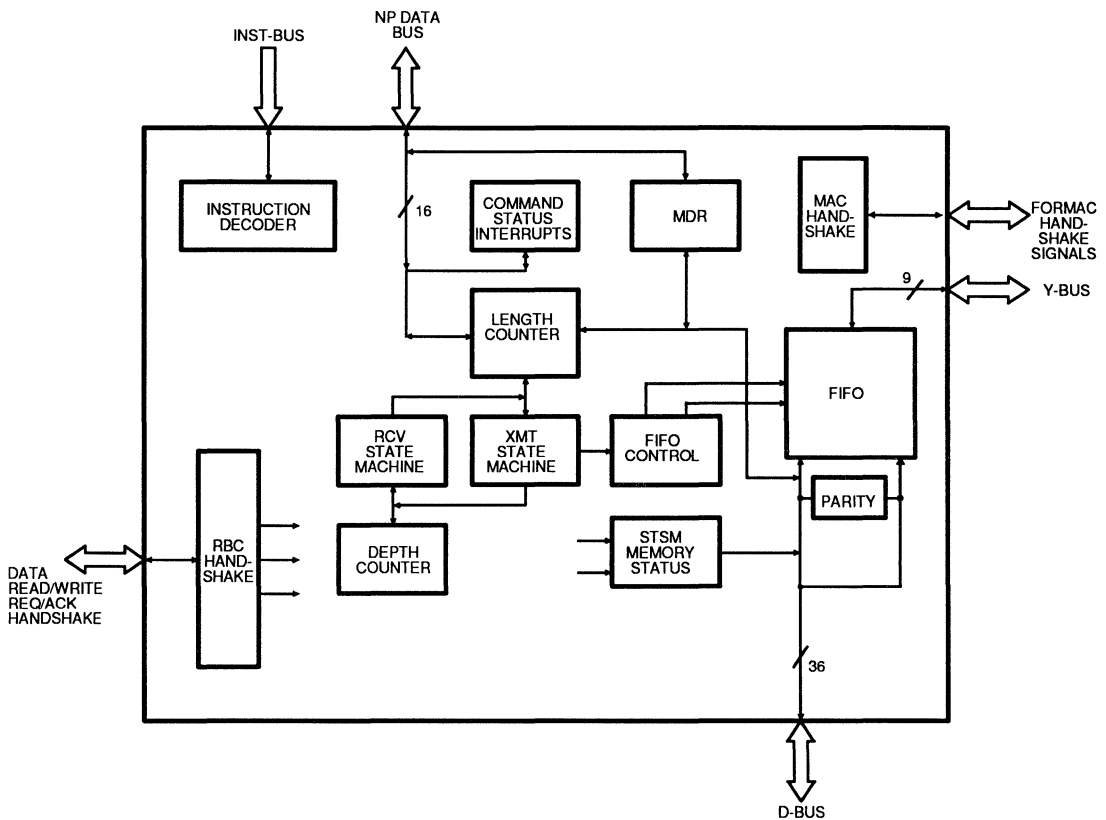 INST-BUS
NP DATA
BUS
INSTRUCTION
DECODER
16
COMMAND
STATUS
INTERRUPTS
MDR
MAC
HAND-
SHAKE
FORMAC
HAND-
SHAKE
SIGNALS
9
Y-BUS
LENGTH
COUNTER
FIFO
RCV
STATE
MACHINE
XMT
STATE
MACHINE
FIFO
CONTROL
PARITY
RBC
HAND-
SHAKE
DEPTH
COUNTER
STSM
MEMORY
STATUS
DATA
READ/WRITE
REQ/ACK
HANDSHAKE
36
D-BUS